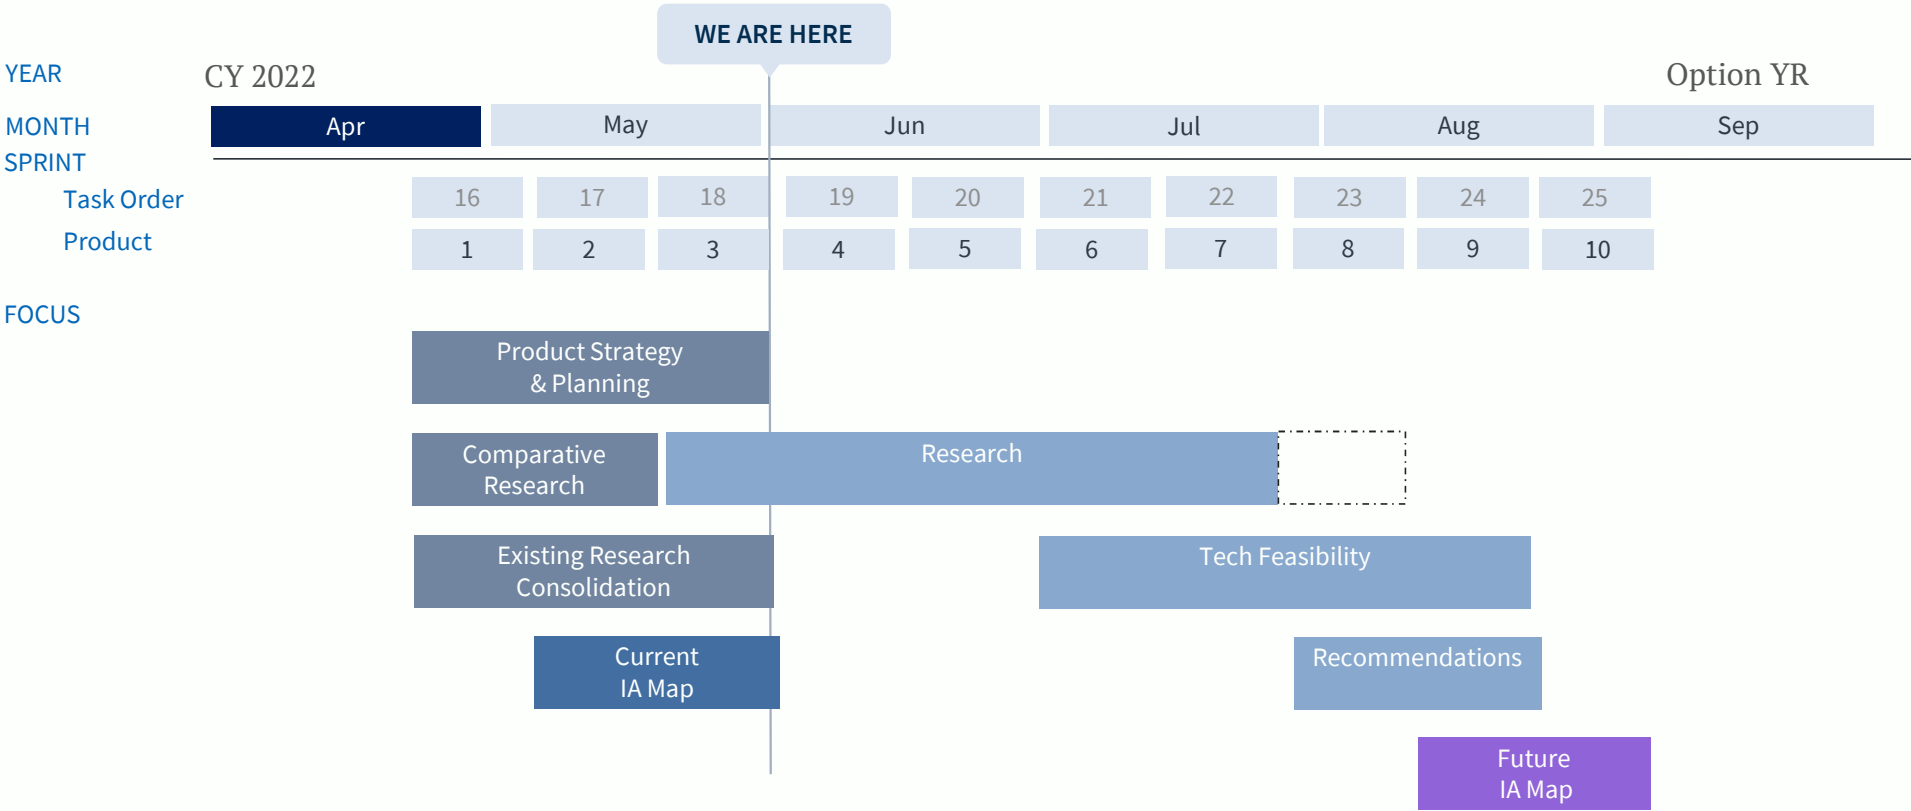 WE ARE HERE
YEAR CY 2022 Option YR
MONTH Apr May Jun Jul Aug Sep
SPRINT
Task Order 16 17 18 19 20 21 22 23 24 25
Product 1 2 3 4 5 6 7 8 9 10
FOCUS
Product Strategy
& Planning
Comparative
Research
Research
Existing Research
Consolidation
Tech Feasibility
Current
IA Map
Recommendations
Future
IA Map